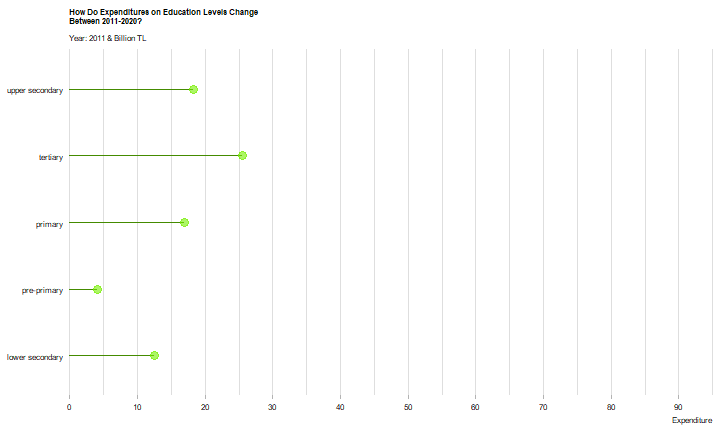 How Do Expenditures on Education Levels Change
Between 2011-2020?
Year: 2011 & Billion TL
upper secondary
tertiary
primary
pre-primary
lower secondary
0 10 20 30 40 50 60 70 80 90
Expenditure